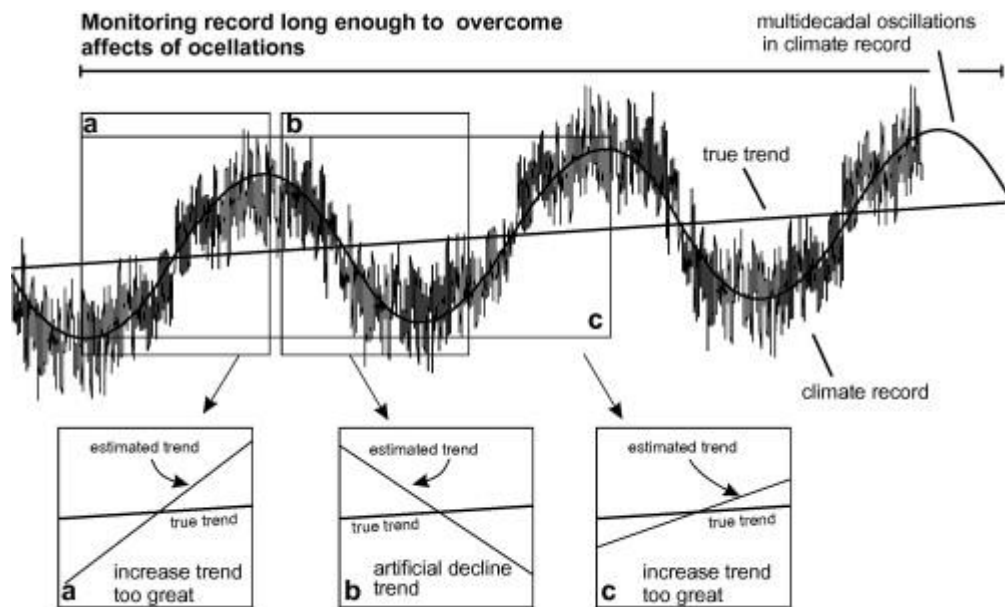 Monitoring record long enough to overcome
affects of ocellations
multidecadal oscillations
in climate record
a
b
true trend
c
climate record
estimated trend
true trend
a
increase trend
too great
estimated trend
true trend
b
artificial decline
trend
estimated trend
true trend
c
increase trend
too great